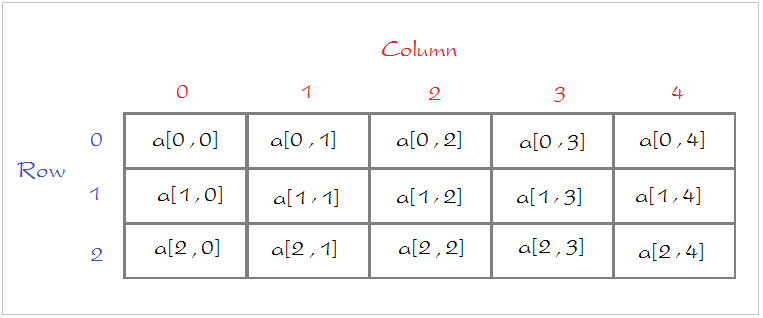 Column
0 1 2 3 4
0 a[0 , 0] a[0 , 1] a[0 , 2] a[0 , 3] a[0 , 4]
Row
1 a[1 , 0] a[1 , 1] a[1 , 2] a[1 , 3] a[1 , 4]
2 a[2 , 0] a[2 , 1] a[2 , 2] a[2 , 3] a[2 , 4]